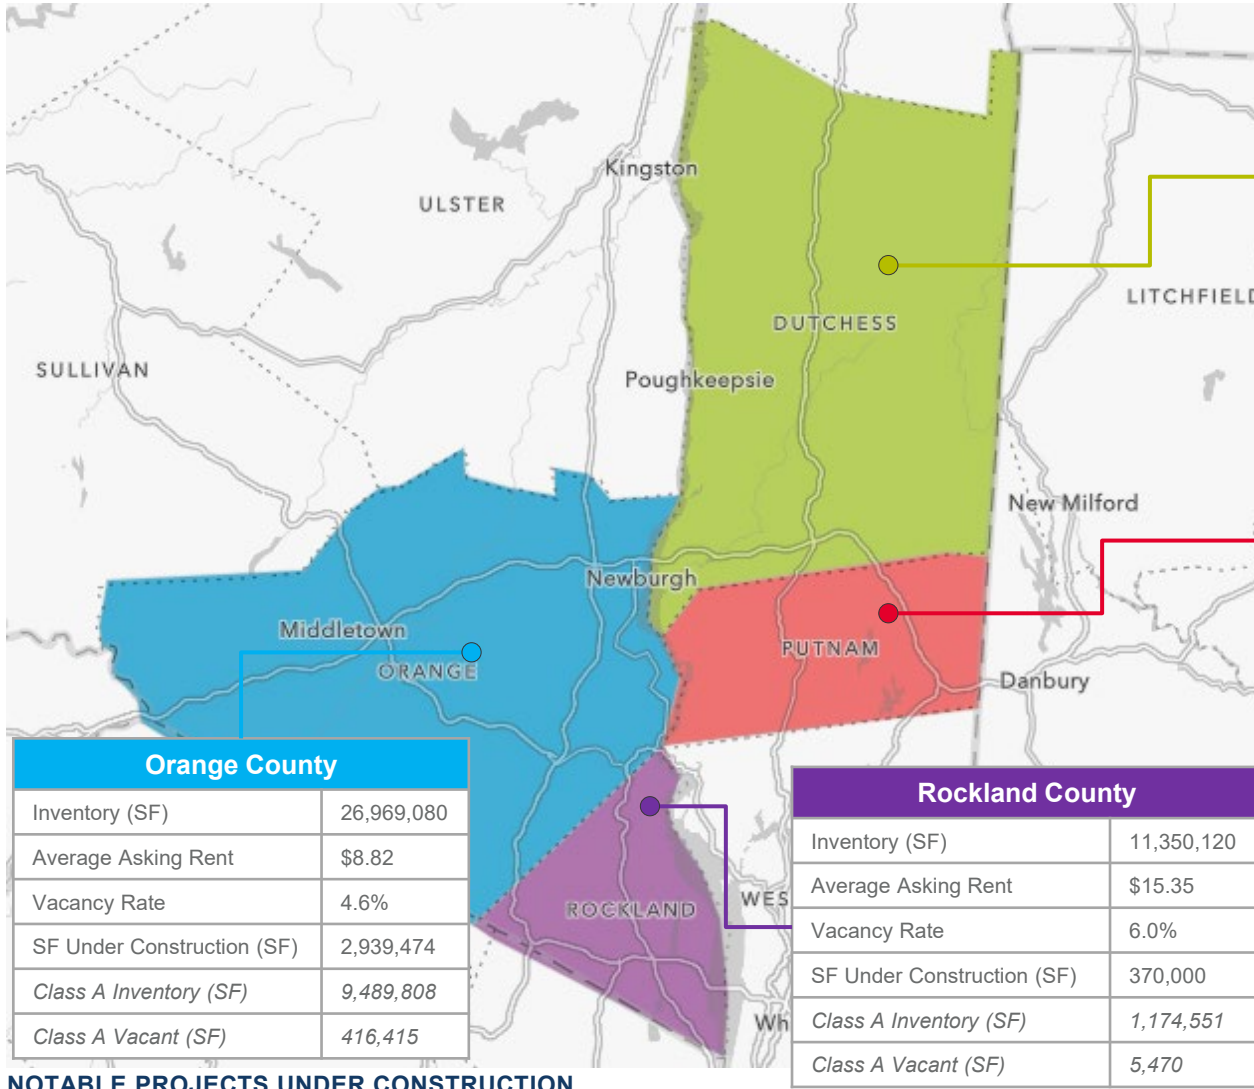 Kingston
ULSTER
LITCHFIELD
DUTCHESS
SULLIVAN
Poughkeepsie
New Milford
Newburgh
Middletown
ORANGE
PUTNAM
Danbury
Orange County
Inventory (SF) 26,969,080
Average Asking Rent $8.82
Vacancy Rate 4.6%
SF Under Construction (SF) 2,939,474
Class A Inventory (SF) 9,489,808
Class A Vacant (SF) 416,415
ROCKLAND
WES
Wh
Rockland County
Inventory (SF) 11,350,120
Average Asking Rent $15.35
Vacancy Rate 6.0%
SF Under Construction (SF) 370,000
Class A Inventory (SF) 1,174,551
Class A Vacant (SF) 5,470
NOTABLE PROJECTS UNDER CONSTRUCTION